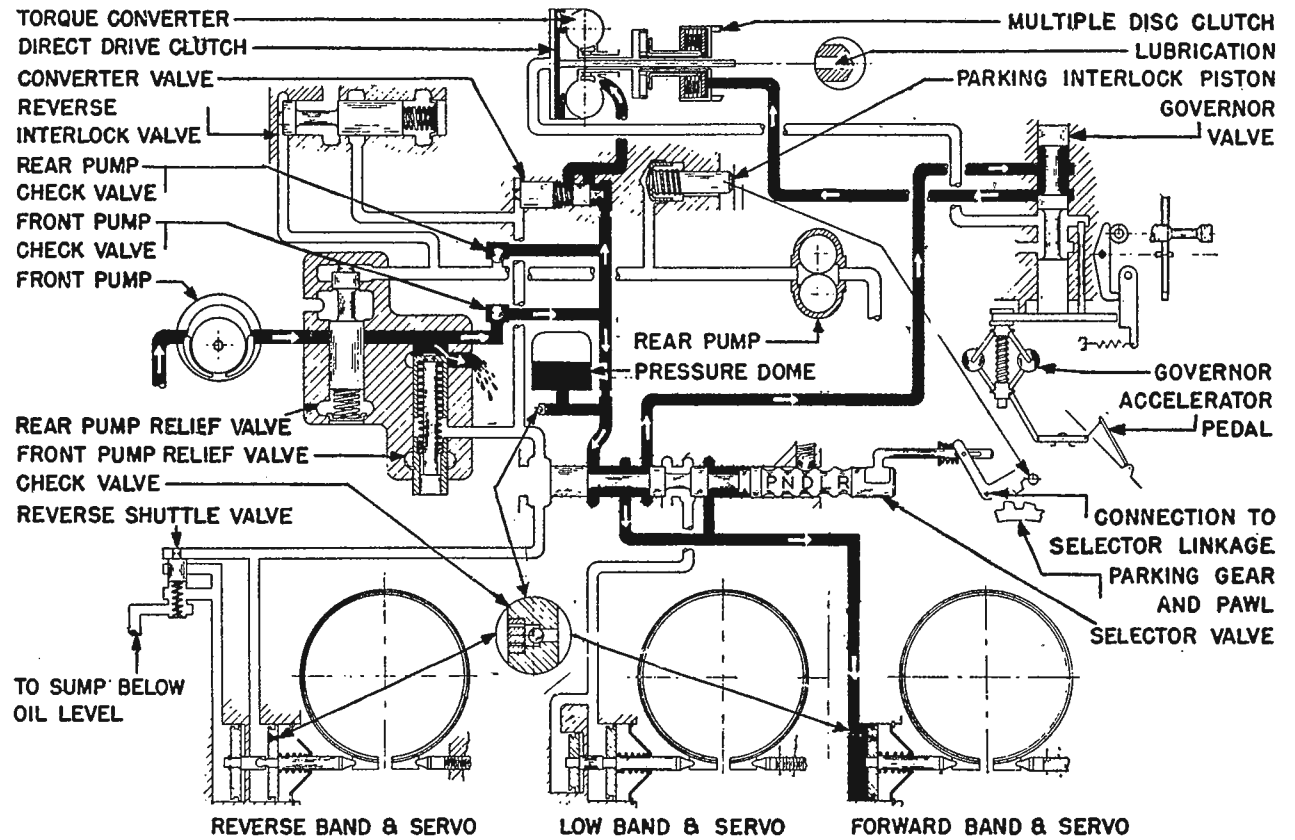 TORQUE CONVERTER
DIRECT DRIVE CLUTCH
CONVERTER VALVE
REVERSE
INTERLOCK VALVE
REAR PUMP
CHECK VALVE
FRONT PUMP
CHECK VALVE
FRONT PUMP
MULTIPLE DISC CLUTCH
LUBRICATION
PARKING INTERLOCK PISTON
GOVERNOR
VALVE
REAR PUMP
PRESSURE DOME
GOVERNOR
ACCELERATOR
PEDAL
REAR PUMP RELIEF VALVE
FRONT PUMP RELIEF VALVE
CHECK VALVE
REVERSE SHUTTLE VALVE
P N D L R
CONNECTION TO
SELECTOR LINKAGE
PARKING GEAR
AND PAWL
SELECTOR VALVE
TO SUMP BELOW
OIL LEVEL
REVERSE BAND & SERVO
LOW BAND & SERVO
FORWARD BAND & SERVO